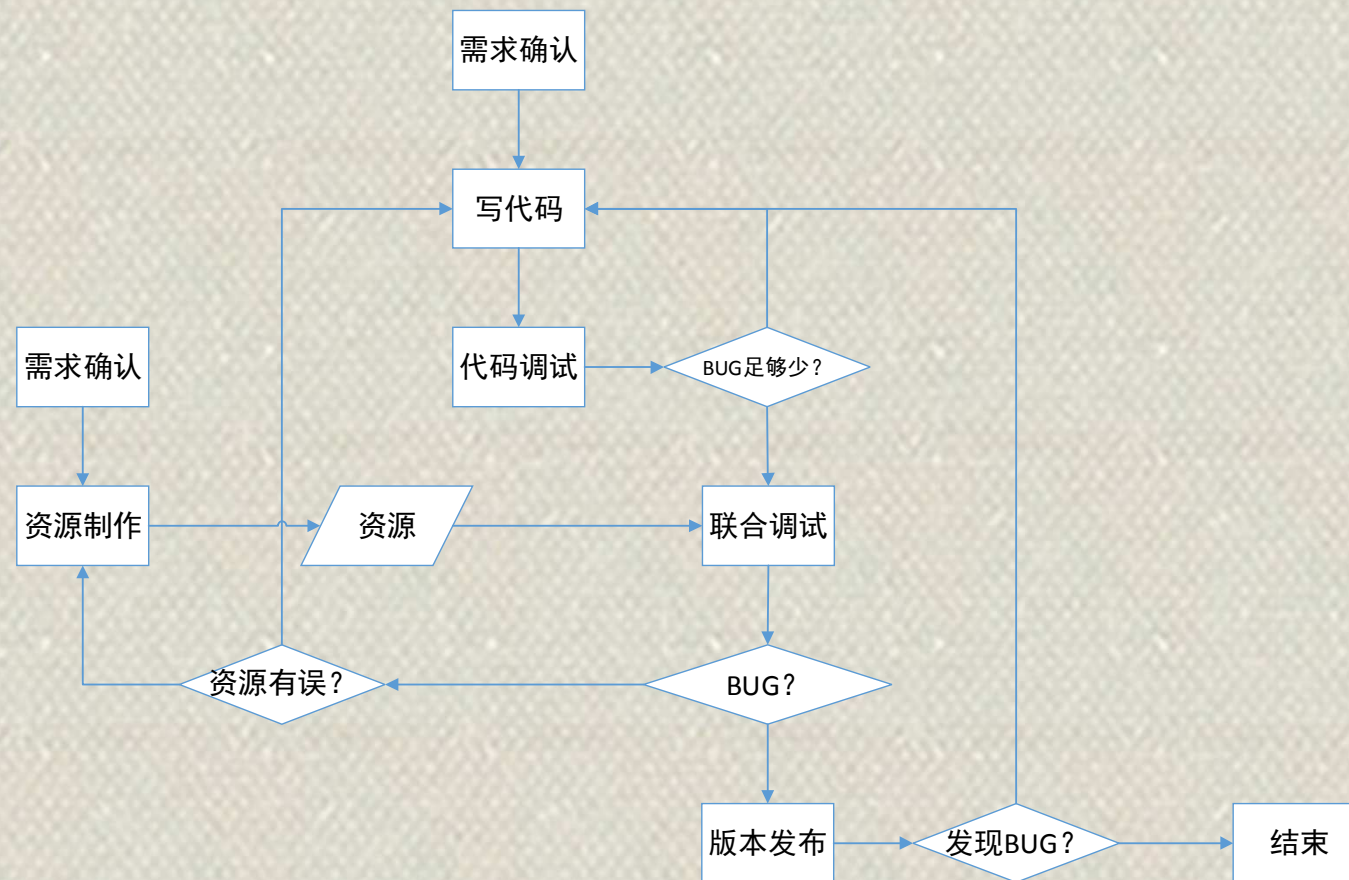 需求确认
写代码
需求确认
代码调试
BUG足够少？
资源制作
资源
联合调试
资源有误？
BUG？
版本发布
发现BUG？
结束